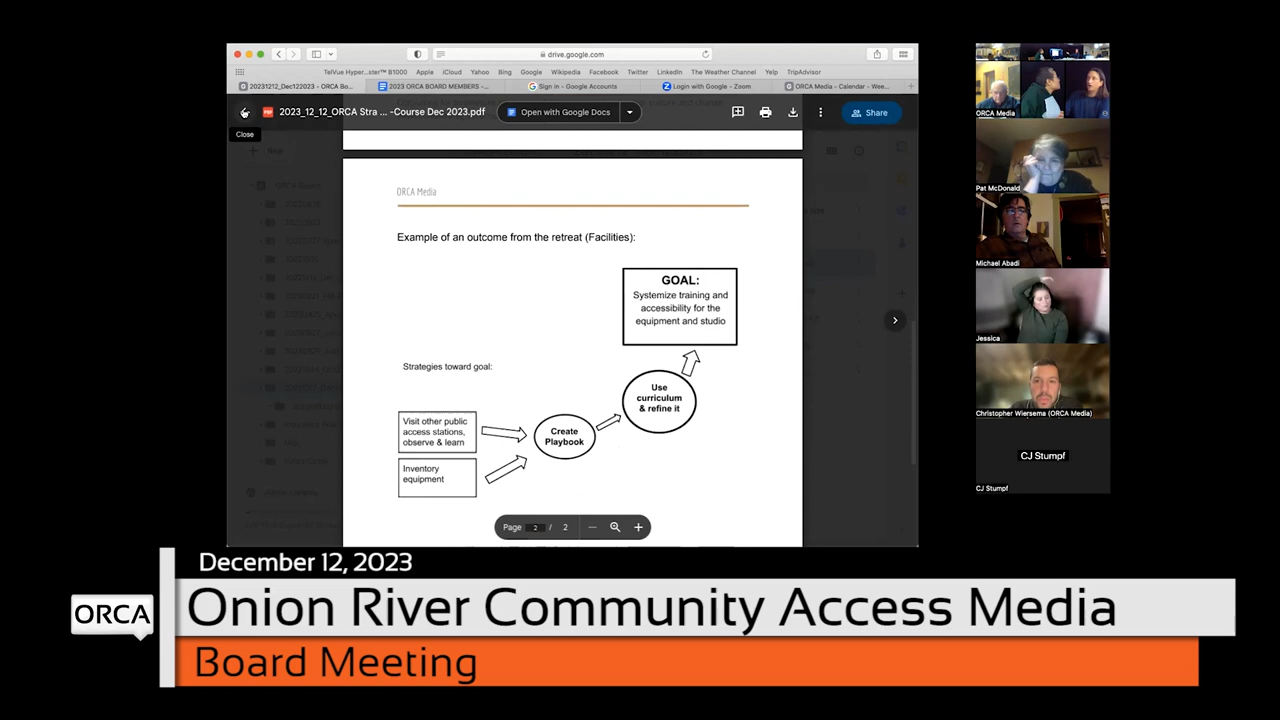 drive.google.com
TelVue Hyper...ster™ B1000 Apple iCloud Yahoo Bing Google Wikipedia Facebook Twitter LinkedIn The Weather Channel Yelp TripAdvisor
20231212_Dec122023 - ORCA Bo... 2023 ORCA BOARD MEMBERS -... Sign in - Google Accounts Login with Google - Zoom ORCA Media - Calendar - Wee...
2023_12_12_ORCA Stra ... -Course Dec 2023.pdf
Open with Google Docs
Share
Close
New
ORCA Media
Example of an outcome from the retreat (Facilities):
GOAL:
Systemize training and
accessibility for the
equipment and studio
Strategies toward goal:
Use
curriculum
& refine it
Visit other public
access stations,
observe & learn
Create
Playbook
Inventory
equipment
Page 2 / 2
ORCA Media
Pat McDonald
Michael Abadi
Jessica
Christopher Wiersema (ORCA Media)
CJ Stumpf
CJ Stumpf
December 12, 2023
ORCA
Onion River Community Access Media
Board Meeting